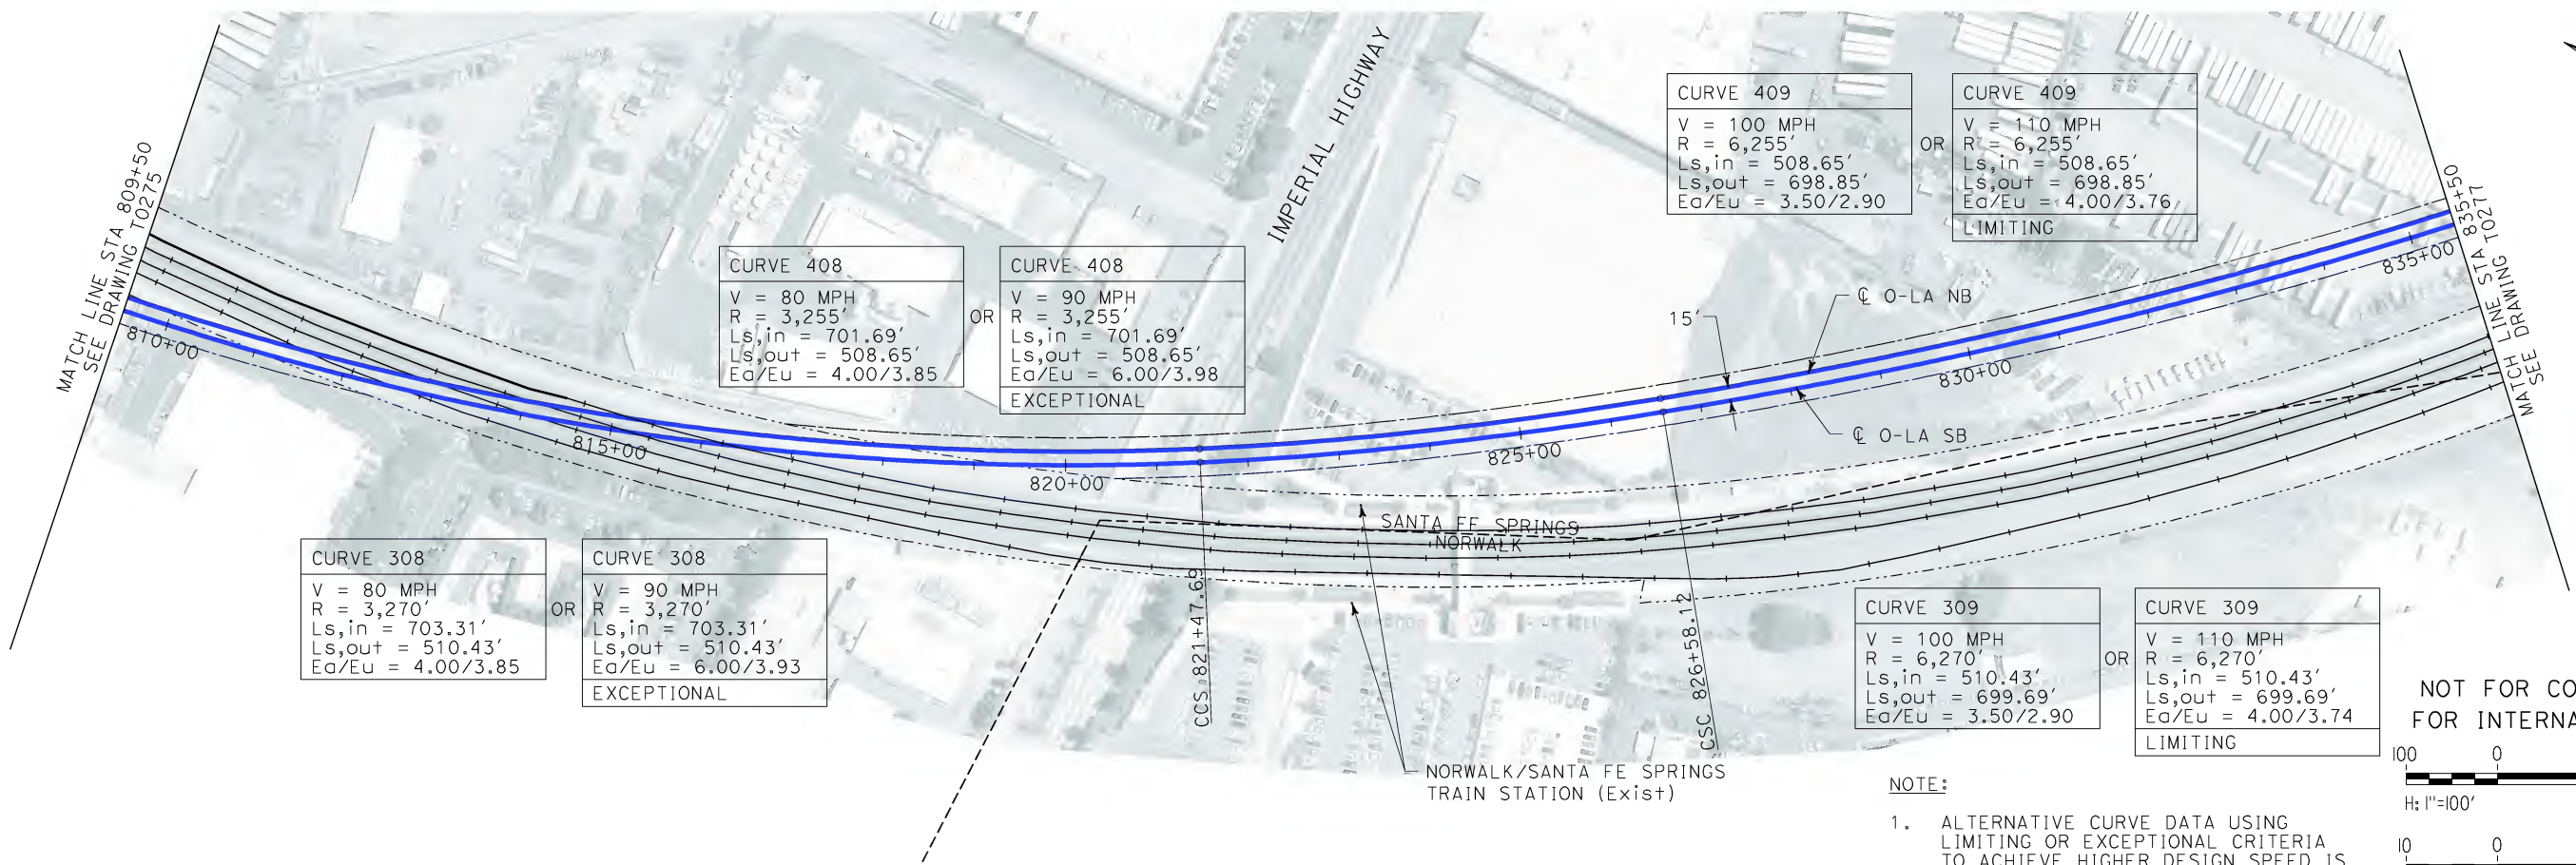 MATCH LINE STA 809+50
SEE DRAWING T0275
IMPERIAL HIGHWAY
CURVE 409
V = 100 MPH
R = 6,255'
Ls,in = 508.65'
Ls,out = 698.85'
Ea/Eu = 3.50/2.90
OR
CURVE 409
V = 110 MPH
R = 6,255'
Ls,in = 508.65'
Ls,out = 698.85'
Ea/Eu = 4.00/3.76
LIMITING
MATCH LINE STA 835+50
SEE DRAWING T0277
CURVE 408
V = 80 MPH
R = 3,255'
Ls,in = 701.69'
Ls,out = 508.65'
Ea/Eu = 4.00/3.85
OR
CURVE 408
V = 90 MPH
R = 3,255'
Ls,in = 701.69'
Ls,out = 508.65'
Ea/Eu = 6.00/3.98
EXCEPTIONAL
15'
℄ O-LA NB
℄ O-LA SB
810+00
815+00
820+00
825+00
830+00
835+00
SANTA FE SPRINGS
NORWALK
CURVE 308
V = 80 MPH
R = 3,270'
Ls,in = 703.31'
Ls,out = 510.43'
Ea/Eu = 4.00/3.85
OR
CURVE 308
V = 90 MPH
R = 3,270'
Ls,in = 703.31'
Ls,out = 510.43'
Ea/Eu = 6.00/3.93
EXCEPTIONAL
CCS 821+47.69
CSC 826+58.12
CURVE 309
V = 100 MPH
R = 6,270'
Ls,in = 510.43'
Ls,out = 699.69'
Ea/Eu = 3.50/2.90
OR
CURVE 309
V = 110 MPH
R = 6,270'
Ls,in = 510.43'
Ls,out = 699.69'
Ea/Eu = 4.00/3.74
LIMITING
NORWALK/SANTA FE SPRINGS
TRAIN STATION (Exist)
NOT FOR CO
FOR INTERNA
100 0
H: 1"=100'
10 0
NOTE:
1. ALTERNATIVE CURVE DATA USING
LIMITING OR EXCEPTIONAL CRITERIA
TO ACHIEVE HIGHER DESIGN SPEED IS